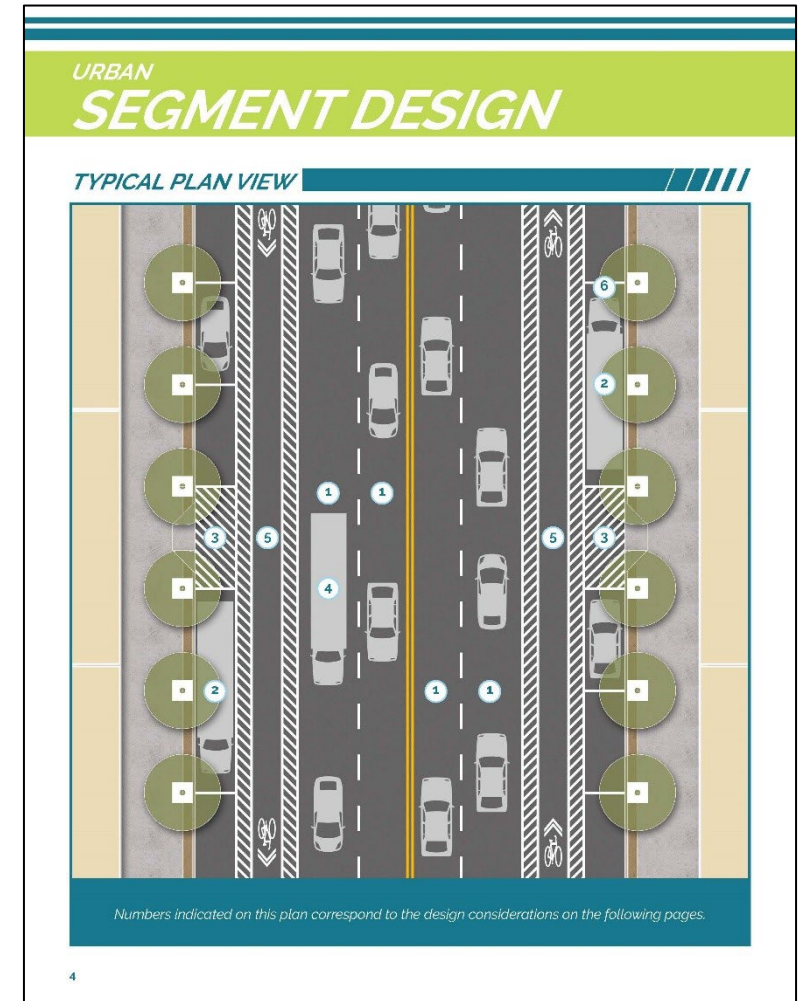 URBAN
SEGMENT DESIGN
TYPICAL PLAN VIEW
6
2
1 1
3 5 5 3
4
2 1 1
Numbers indicated on this plan correspond to the design considerations on the following pages.
4